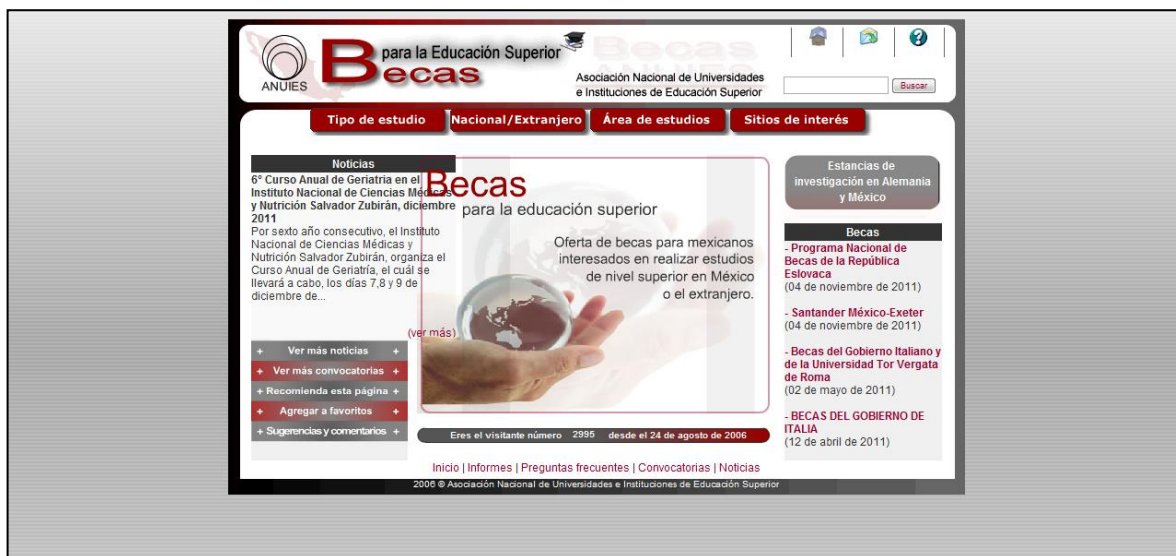 ANUIES
Becas
para la Educación Superior
Becas
ANUIES
Asociación Nacional de Universidades
e Instituciones de Educación Superior
Buscar
Tipo de estudio
Nacional/Extranjero
Área de estudios
Sitios de interés
Noticias
6° Curso Anual de Geriatría en el
Instituto Nacional de Ciencias Médicas
y Nutrición Salvador Zubirán, diciembre
2011
Por sexto año consecutivo, el Instituto
Nacional de Ciencias Médicas y
Nutrición Salvador Zubirán, organiza el
Curso Anual de Geriatría, el cuál se
llevará a cabo, los días 7,8 y 9 de
diciembre de...
(ver más)
+ Ver más noticias +
+ Ver más convocatorias +
+ Recomienda esta página +
+ Agregar a favoritos +
+ Sugerencias y comentarios +
Becas
para la educación superior
Oferta de becas para mexicanos
interesados en realizar estudios
de nivel superior en México
o el extranjero.
Eres el visitante número 2995 desde el 24 de agosto de 2006
Estancias de
investigación en Alemania
y México
Becas
- Programa Nacional de
Becas de la República
Eslovaca
(04 de noviembre de 2011)
- Santander México-Exeter
(04 de noviembre de 2011)
- Becas del Gobierno Italiano y
de la Universidad Tor Vergata
de Roma
(02 de mayo de 2011)
- BECAS DEL GOBIERNO DE
ITALIA
(12 de abril de 2011)
Inicio | Informes | Preguntas frecuentes | Convocatorias | Noticias
2006 © Asociación Nacional de Universidades e Instituciones de Educación Superior